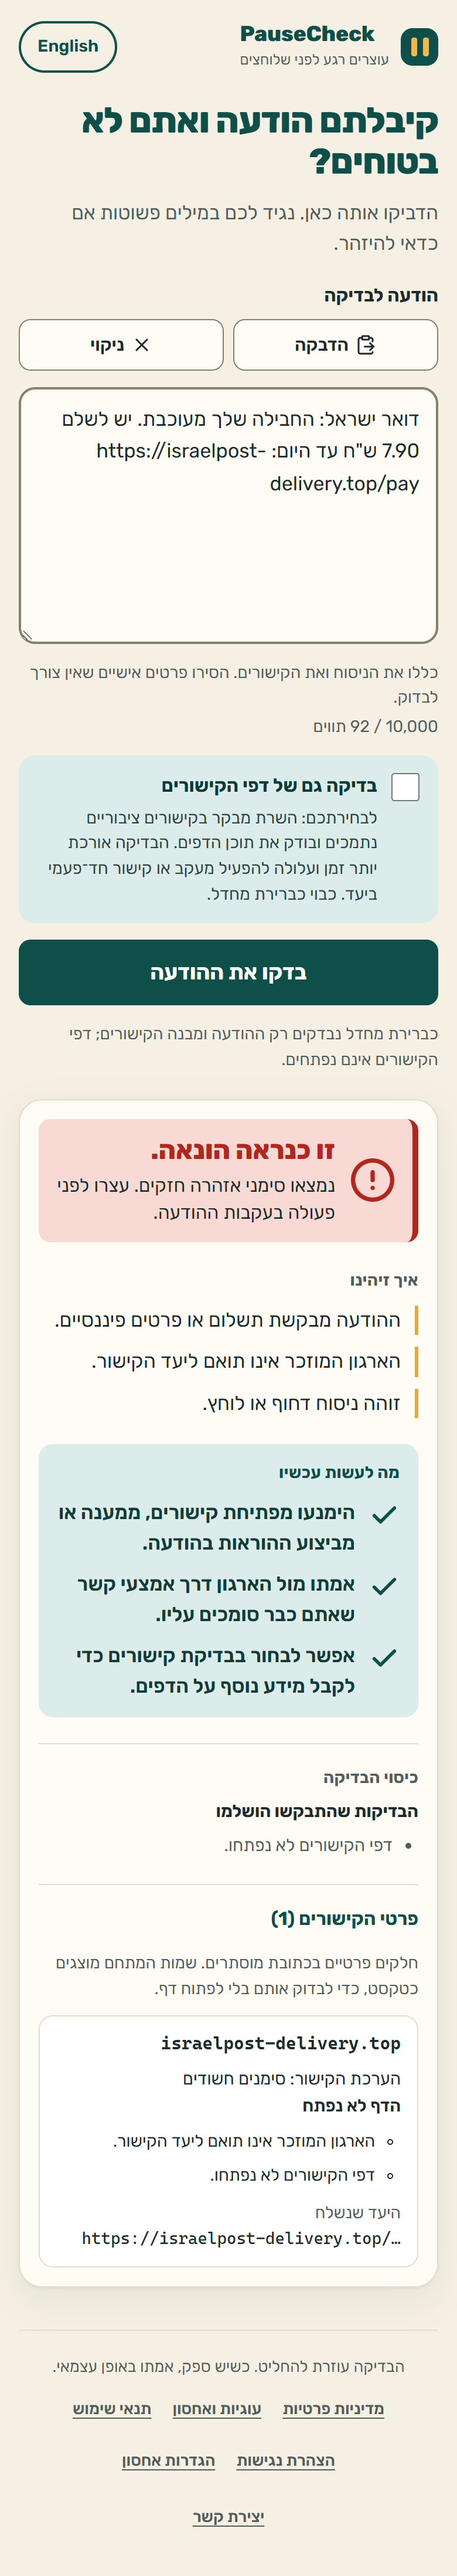 PauseCheck
עוצרים רגע לפני שלוחצים
English
קיבלתם הודעה ואתם לא
בטוחים?
הדביקו אותה כאן. נגיד לכם במילים פשוטות אם
כדאי להיזהר.
הודעה לבדיקה
הדבקה
ניקוי
דואר ישראל: החבילה שלך מעוכבת. יש לשלם
7.90 ש"ח עד היום: https://israelpost-
delivery.top/pay
כללו את הניסוח ואת הקישורים. הסירו פרטים אישיים שאין צורך
לבדוק.
92 / 10,000 תווים
בדיקה גם של דפי הקישורים
לבחירתכם: השרת מבקר בקישורים ציבוריים
נתמכים ובודק את תוכן הדפים. הבדיקה אורכת
יותר זמן ועלולה להפעיל מעקב או קישור חד־פעמי
ביעד. כבוי כברירת מחדל.
בדקו את ההודעה
כברירת מחדל נבדקים רק ההודעה ומבנה הקישורים; דפי
הקישורים אינם נפתחים.
זו כנראה הונאה.
נמצאו סימני אזהרה חזקים. עצרו לפני
פעולה בעקבות ההודעה.
איך זיהינו
ההודעה מבקשת תשלום או פרטים פיננסיים.
הארגון המוזכר אינו תואם ליעד הקישור.
זוהה ניסוח דחוף או לוחץ.
מה לעשות עכשיו
הימנעו מפתיחת קישורים, ממענה או
מביצוע ההוראות בהודעה.
אמתו מול הארגון דרך אמצעי קשר
שאתם כבר סומכים עליו.
אפשר לבחור בבדיקת קישורים כדי
לקבל מידע נוסף על הדפים.
כיסוי הבדיקה
הבדיקות שהתבקשו הושלמו
• דפי הקישורים לא נפתחו.
פרטי הקישורים (1)
חלקים פרטיים בכתובת מוסתרים. שמות המתחם מוצגים
כטקסט, כדי לבדוק אותם בלי לפתוח דף.
israelpost-delivery.top
הערכת הקישור: סימנים חשודים
הדף לא נפתח
◦ הארגון המוזכר אינו תואם ליעד הקישור.
◦ דפי הקישורים לא נפתחו.
היעד שנשלח
https://israelpost-delivery.top/…
הבדיקה עוזרת להחליט. כשיש ספק, אמתו באופן עצמאי.
מדיניות פרטיות עוגיות ואחסון תנאי שימוש
הצהרת נגישות הגדרות אחסון
יצירת קשר